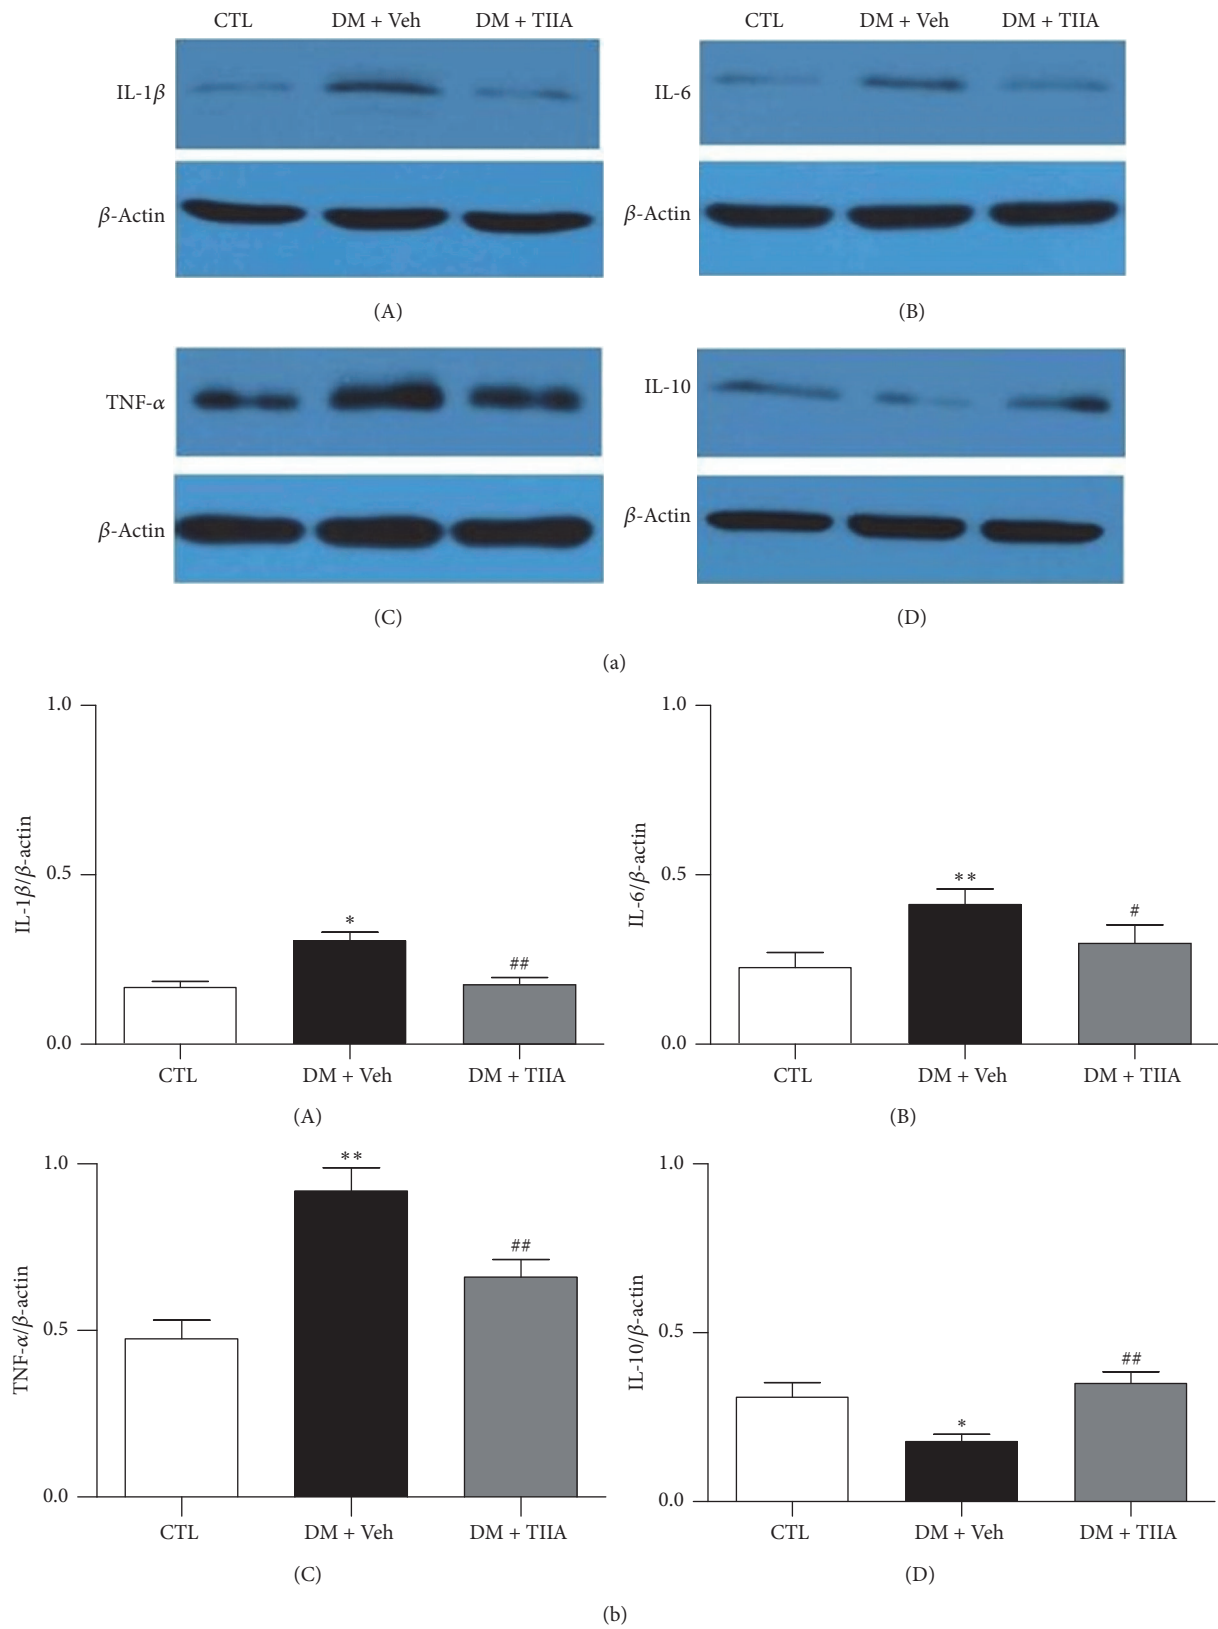 CTL DM + Veh DM + TIIA
CTL DM + Veh DM + TIIA
IL-1β
IL-6
β-Actin
β-Actin
(A)
(B)
TNF-α
IL-10
β-Actin
β-Actin
(C)
(D)
(a)
1.0
0.5
0.0
IL-1β/β-actin
*
##
CTL DM + Veh DM + TIIA
(A)
1.0
0.5
0.0
IL-6/β-actin
**
#
CTL DM + Veh DM + TIIA
(B)
1.0
0.5
0.0
TNF-α/β-actin
**
##
CTL DM + Veh DM + TIIA
(C)
1.0
0.5
0.0
IL-10/β-actin
*
##
CTL DM + Veh DM + TIIA
(D)
(b)